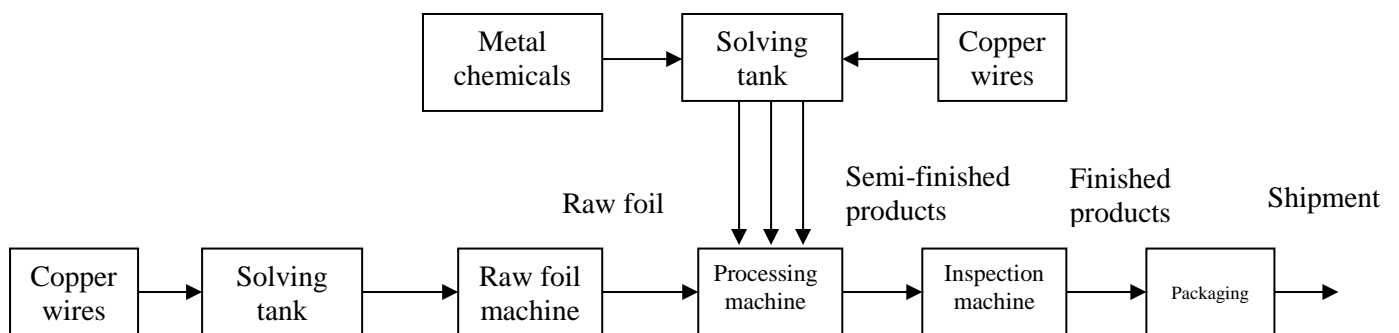 Metal
chemicals
Solving
tank
Copper
wires
Raw foil
Semi-finished
products
Finished
products
Shipment
Copper
wires
Solving
tank
Raw foil
machine
Processing
machine
Inspection
machine
Packaging